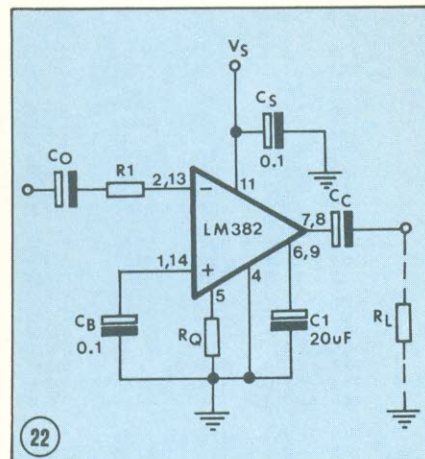 VS
CS
0.1
CO
R1
2,13
–
11
CC
7,8
LM382
6,9
1,14
+
5
4
CB
0.1
RQ
C1
20uF
RL
22